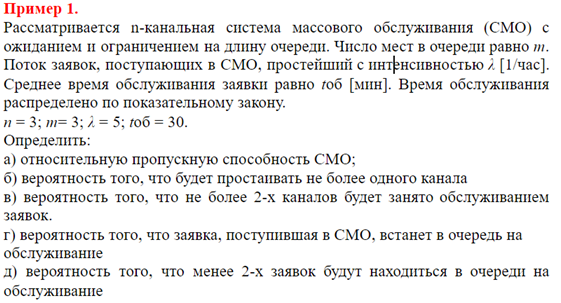 Пример 1.
Рассматривается n-канальная система массового обслуживания (СМО) с
ожиданием и ограничением на длину очереди. Число мест в очереди равно m.
Поток заявок, поступающих в СМО, простейший с интенсивностью λ [1/час].
Среднее время обслуживания заявки равно tоб [мин]. Время обслуживания
распределено по показательному закону.
n = 3; m= 3; λ = 5; tоб = 30.
Определить:
а) относительную пропускную способность СМО;
б) вероятность того, что будет простаивать не более одного канала
в) вероятность того, что не более 2-х каналов будет занято обслуживанием
заявок.
г) вероятность того, что заявка, поступившая в СМО, встанет в очередь на
обслуживание
д) вероятность того, что менее 2-х заявок будут находиться в очереди на
обслуживание